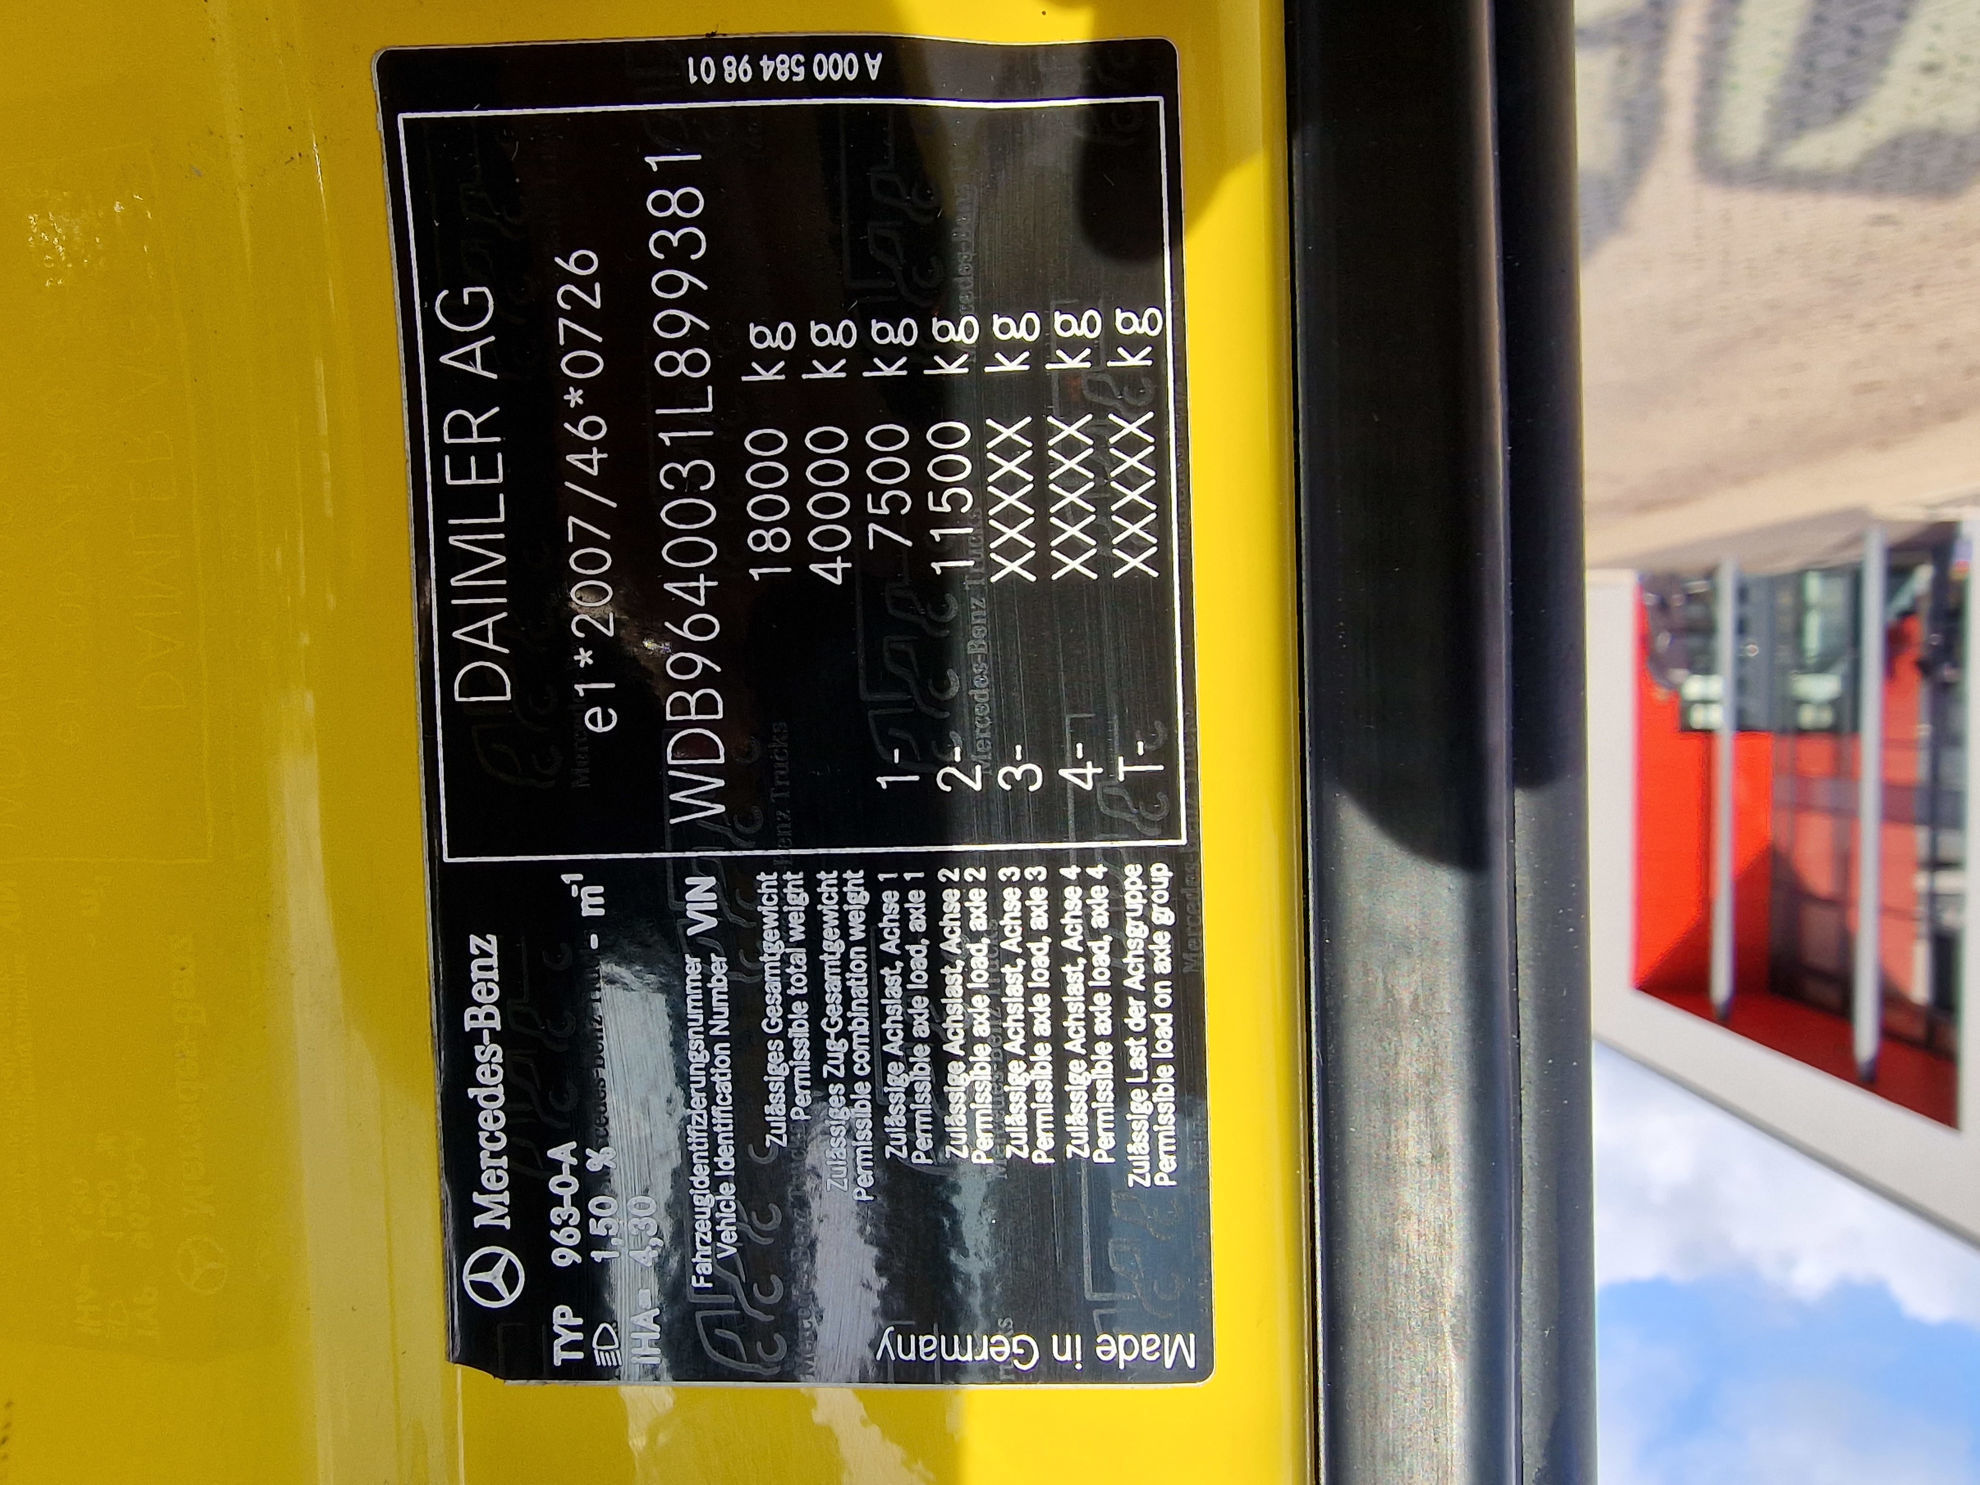 Mercedes-Benz
TYP 963-0-A
1,50 % - m⁻¹
IHA= 4,30
DAIMLER AG
e1*2007/46*0726
Fahrzeugidentifizierungsnummer
Vehicle Identification Number VIN
WDB9640031L899381
Zulässiges Gesamtgewicht
Permissible total weight
18000 kg
Zulässiges Zug-Gesamtgewicht
Permissible combination weight
40000 kg
Zulässige Achslast, Achse 1
Permissible axle load, axle 1
1- 7500 kg
Zulässige Achslast, Achse 2
Permissible axle load, axle 2
2- 11500 kg
Zulässige Achslast, Achse 3
Permissible axle load, axle 3
3- XXXXX kg
Zulässige Achslast, Achse 4
Permissible axle load, axle 4
4- XXXXX kg
Zulässige Last der Achsgruppe
Permissible load on axle group
T- XXXXX kg
Made in Germany
A 000 584 98 01